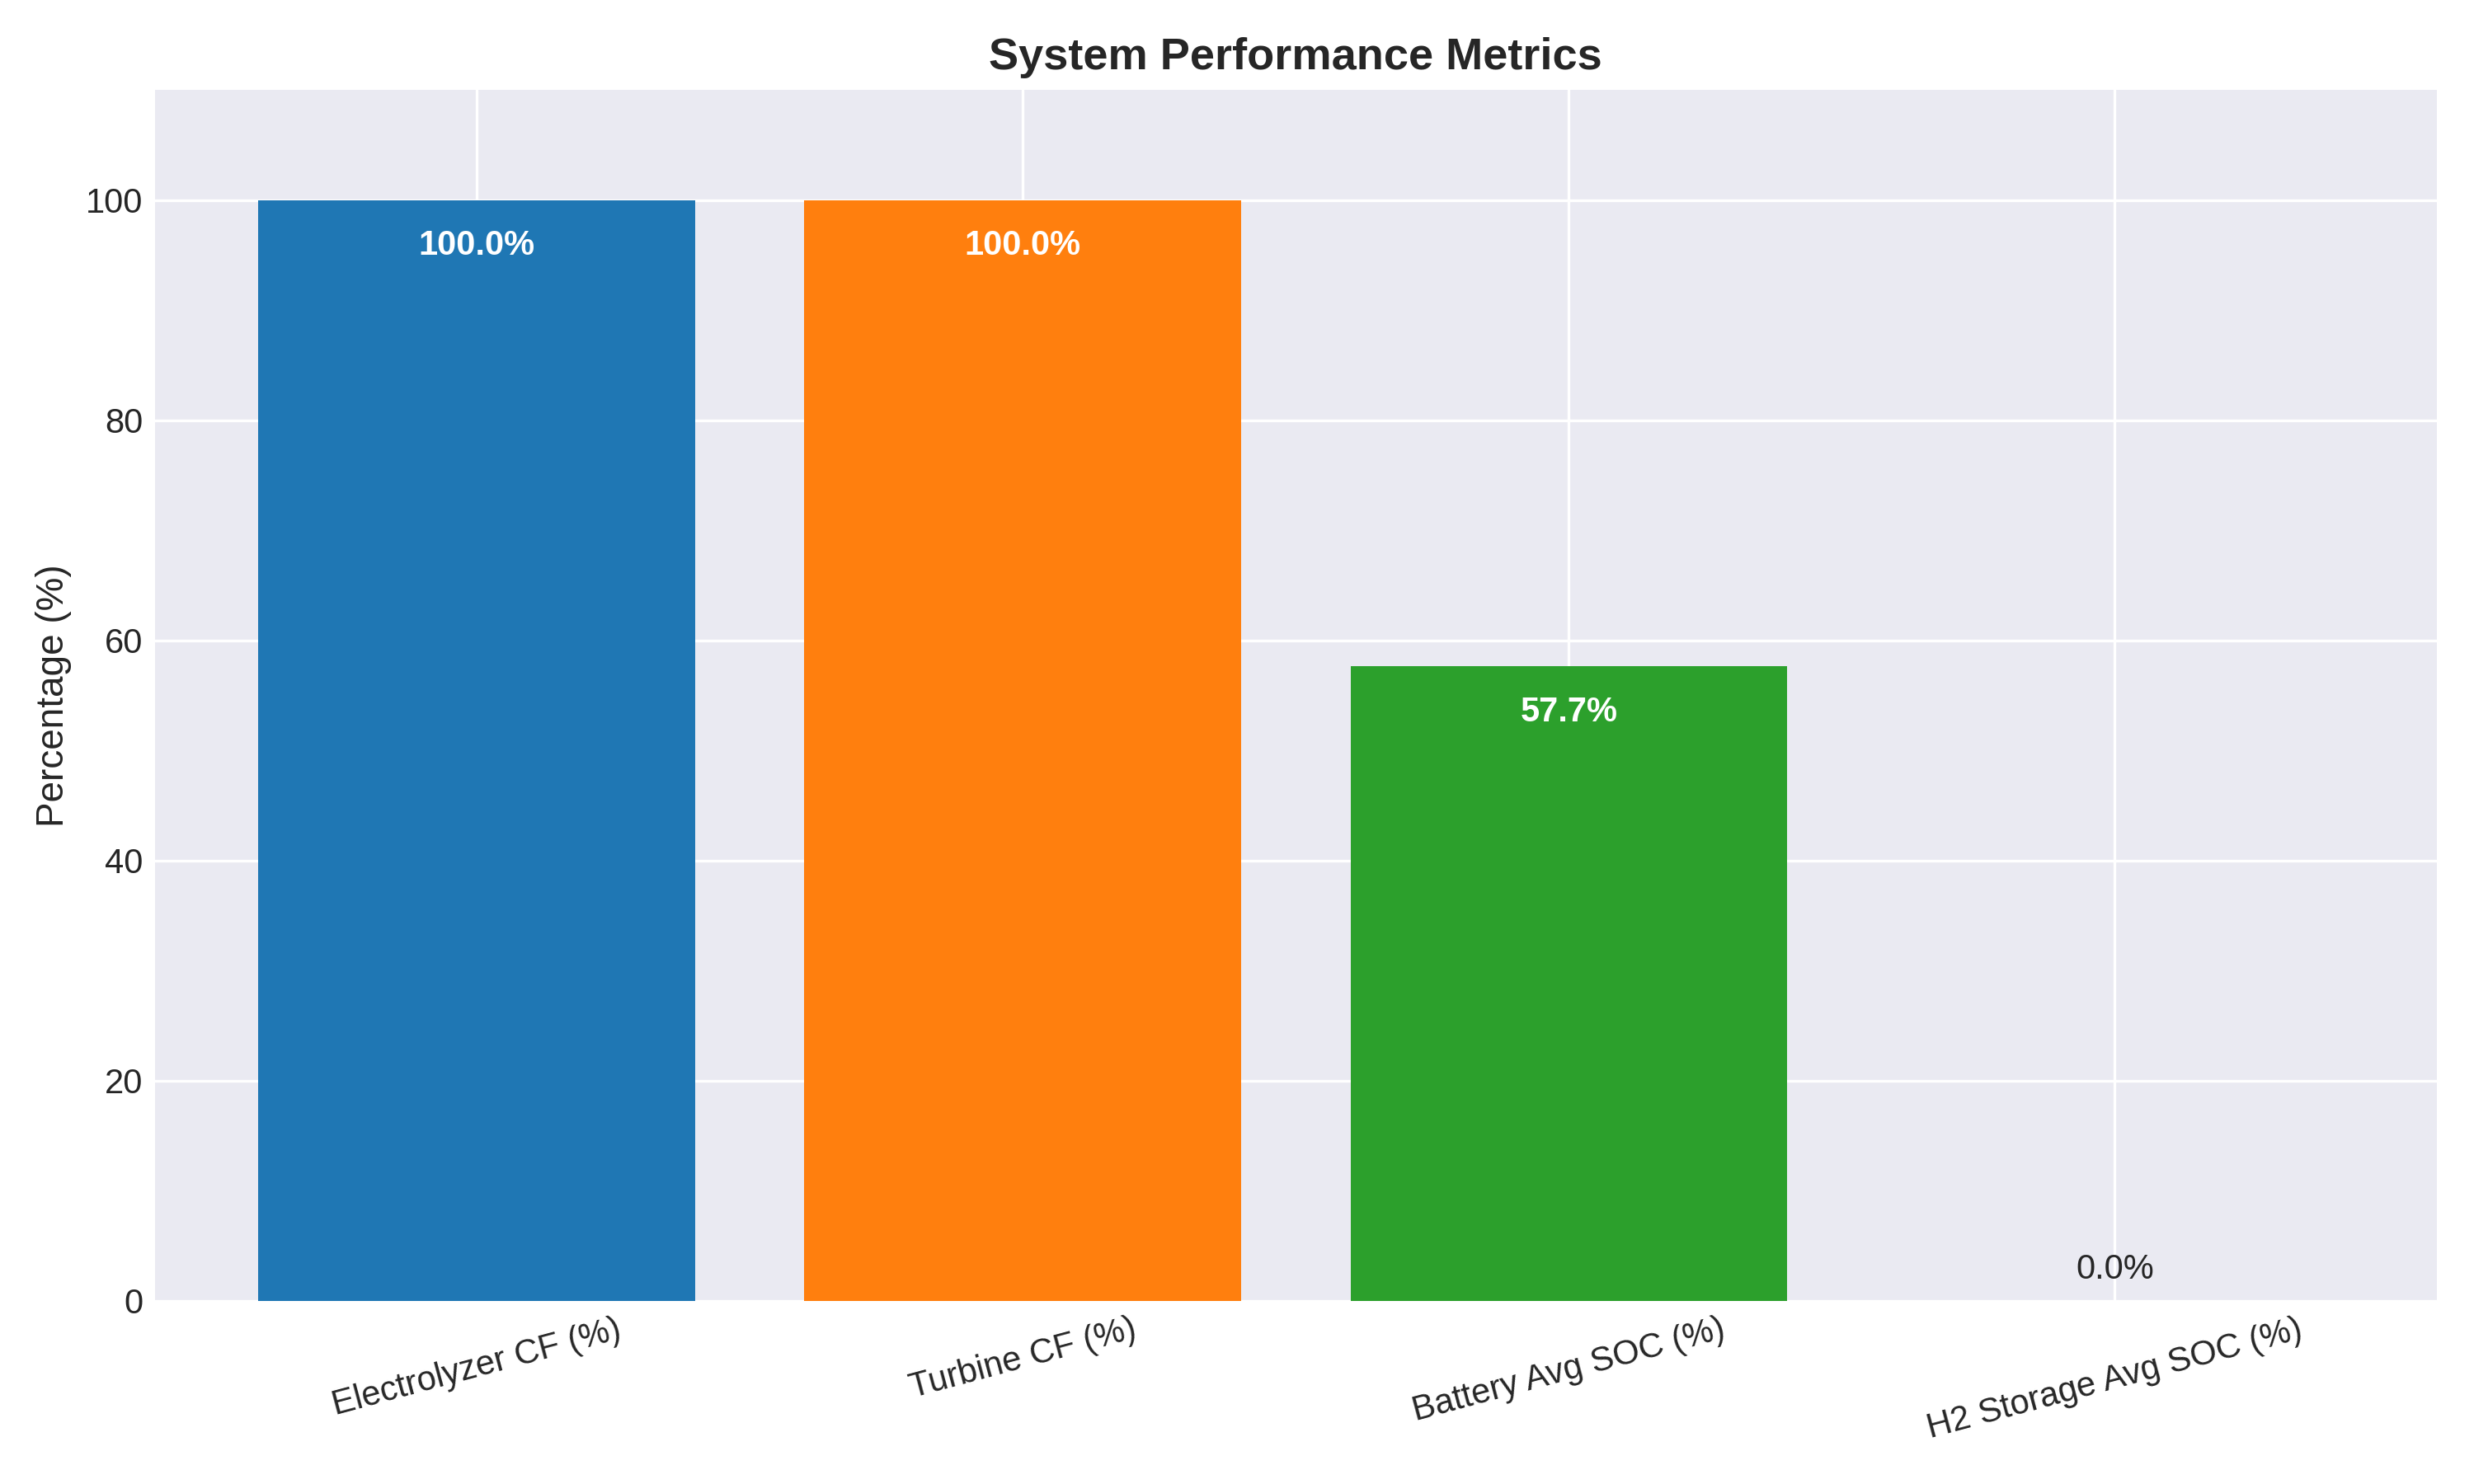 System Performance Metrics
Percentage (%)
100
80
60
40
20
0
100.0%
100.0%
57.7%
0.0%
Electrolyzer CF (%)
Turbine CF (%)
Battery Avg SOC (%)
H2 Storage Avg SOC (%)